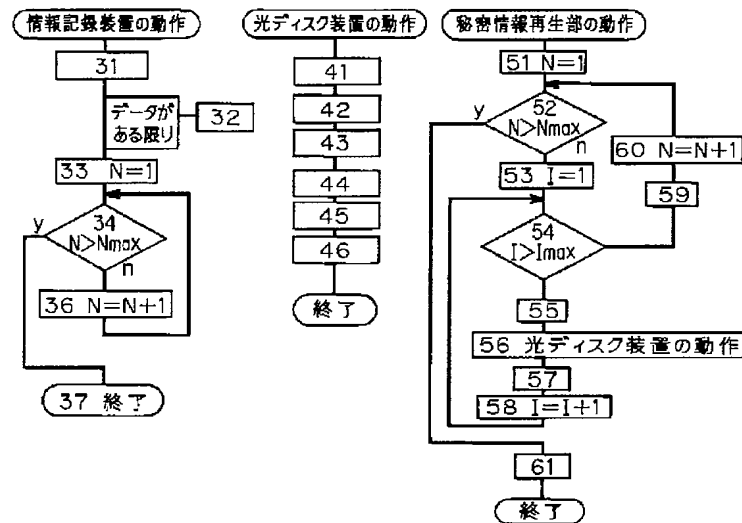 情報記録装置の動作
31
データが
ある限り
32
33 N=1
34
N>Nmax
y
n
36 N=N+1
37 終了
光ディスク装置の動作
41
42
43
44
45
46
終了
秘密情報再生部の動作
51 N=1
52
N>Nmax
y
n
53 I=1
60 N=N+1
59
54
I>Imax
55
56 光ディスク装置の動作
57
58 I=I+1
61
終了